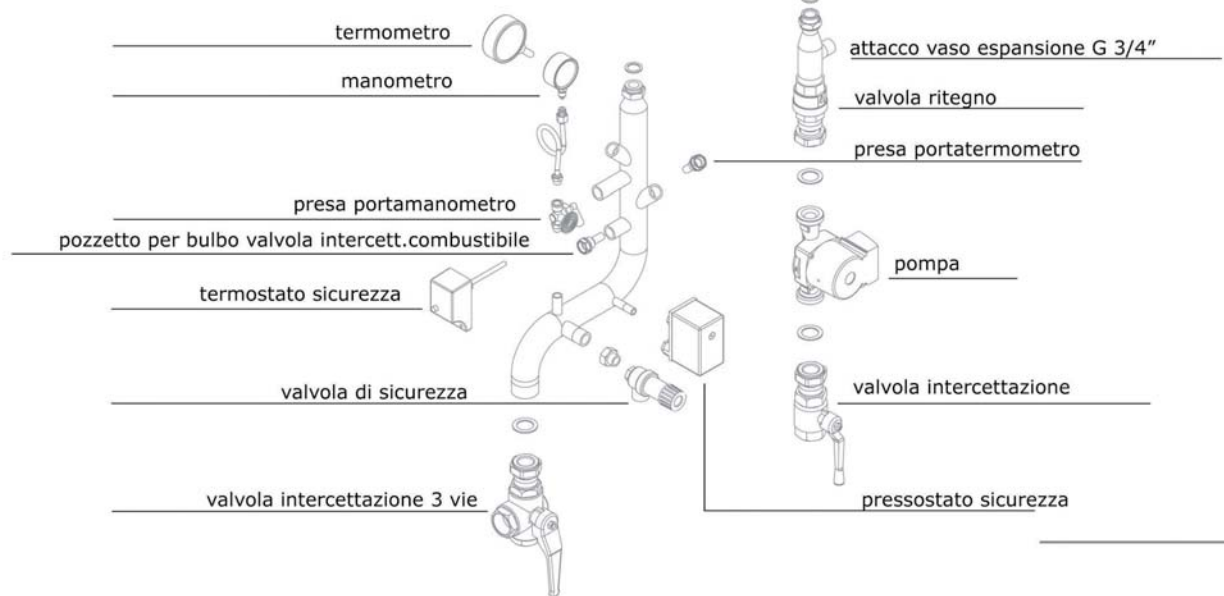 termometro
manometro
presa portamanometro
pozzetto per bulbo valvola intercett.combustibile
termostato sicurezza
valvola di sicurezza
valvola intercettazione 3 vie
attacco vaso espansione G 3/4”
valvola ritegno
presa portatermometro
pompa
valvola intercettazione
pressostato sicurezza